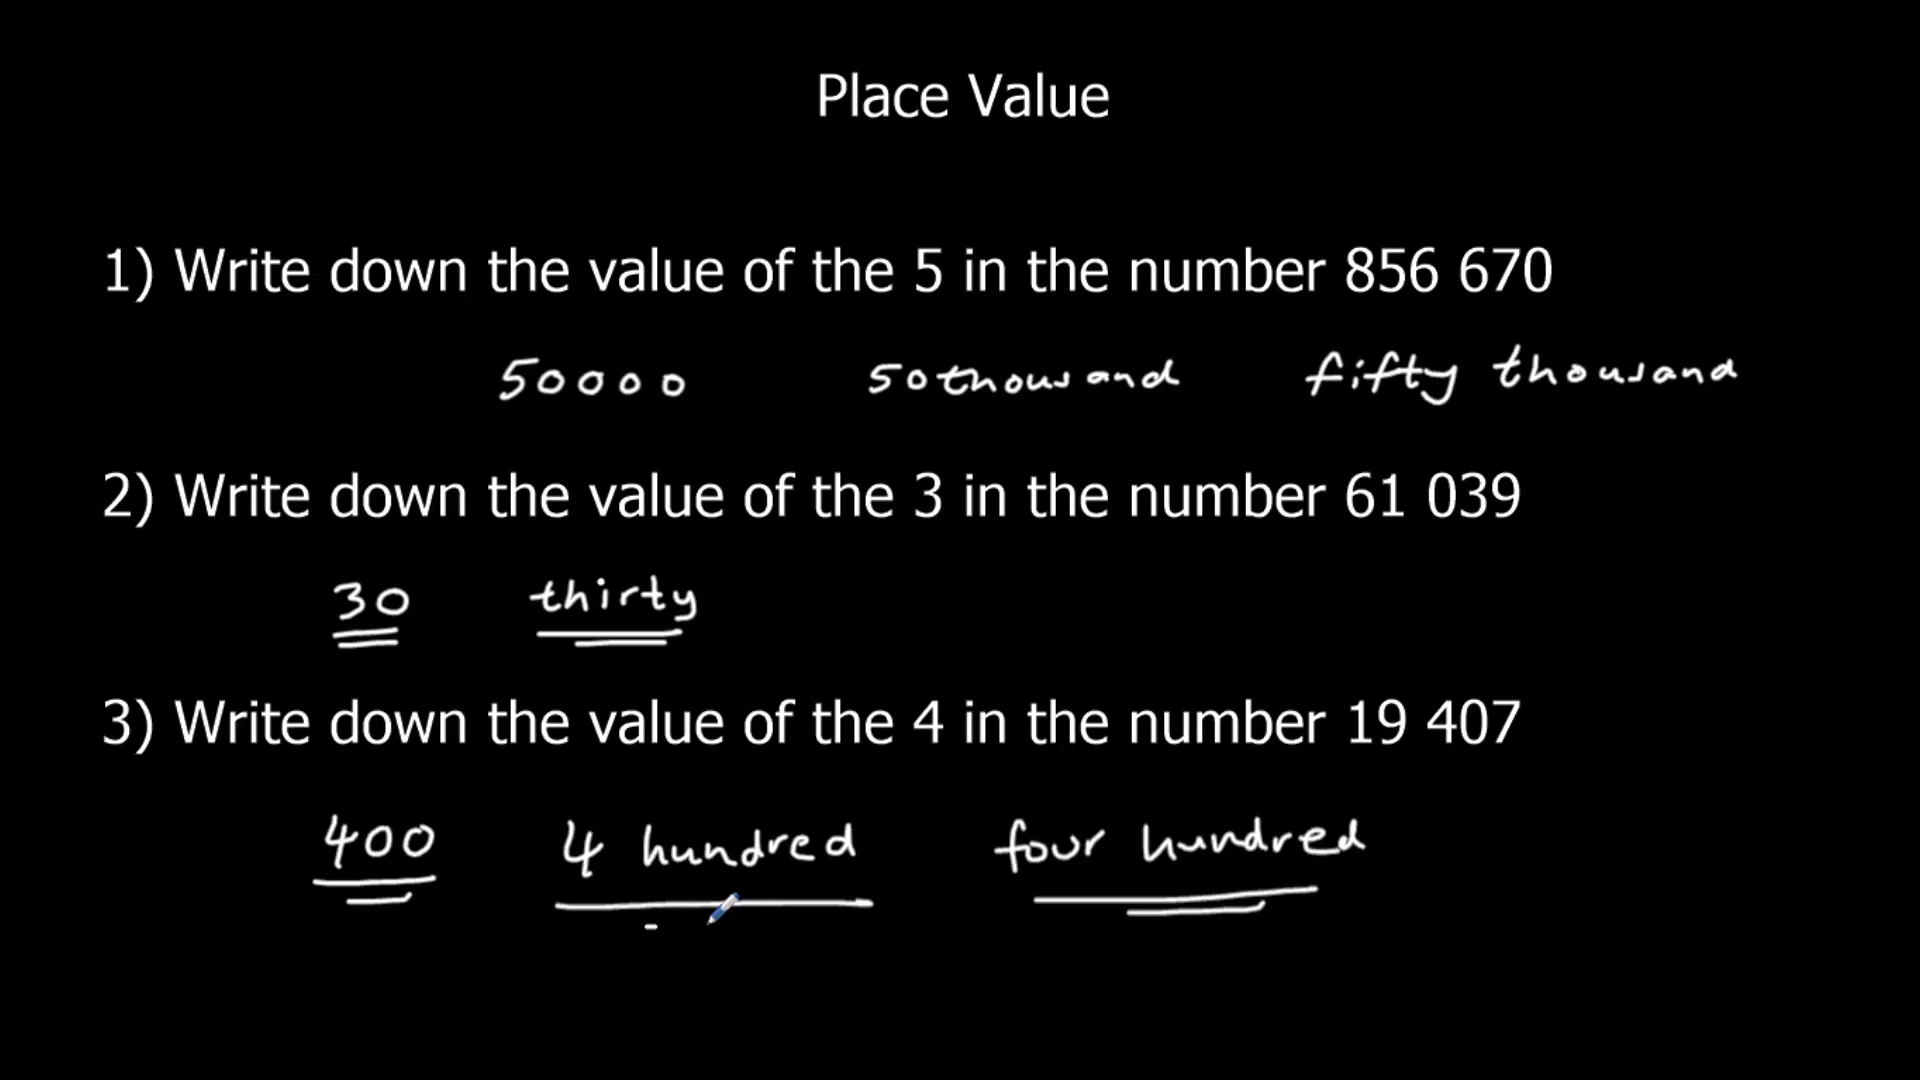 Place Value
1) Write down the value of the 5 in the number 856 670
50000 50thousand fifty thousand
2) Write down the value of the 3 in the number 61 039
30 thirty
3) Write down the value of the 4 in the number 19 407
400 4 hundred four hundred